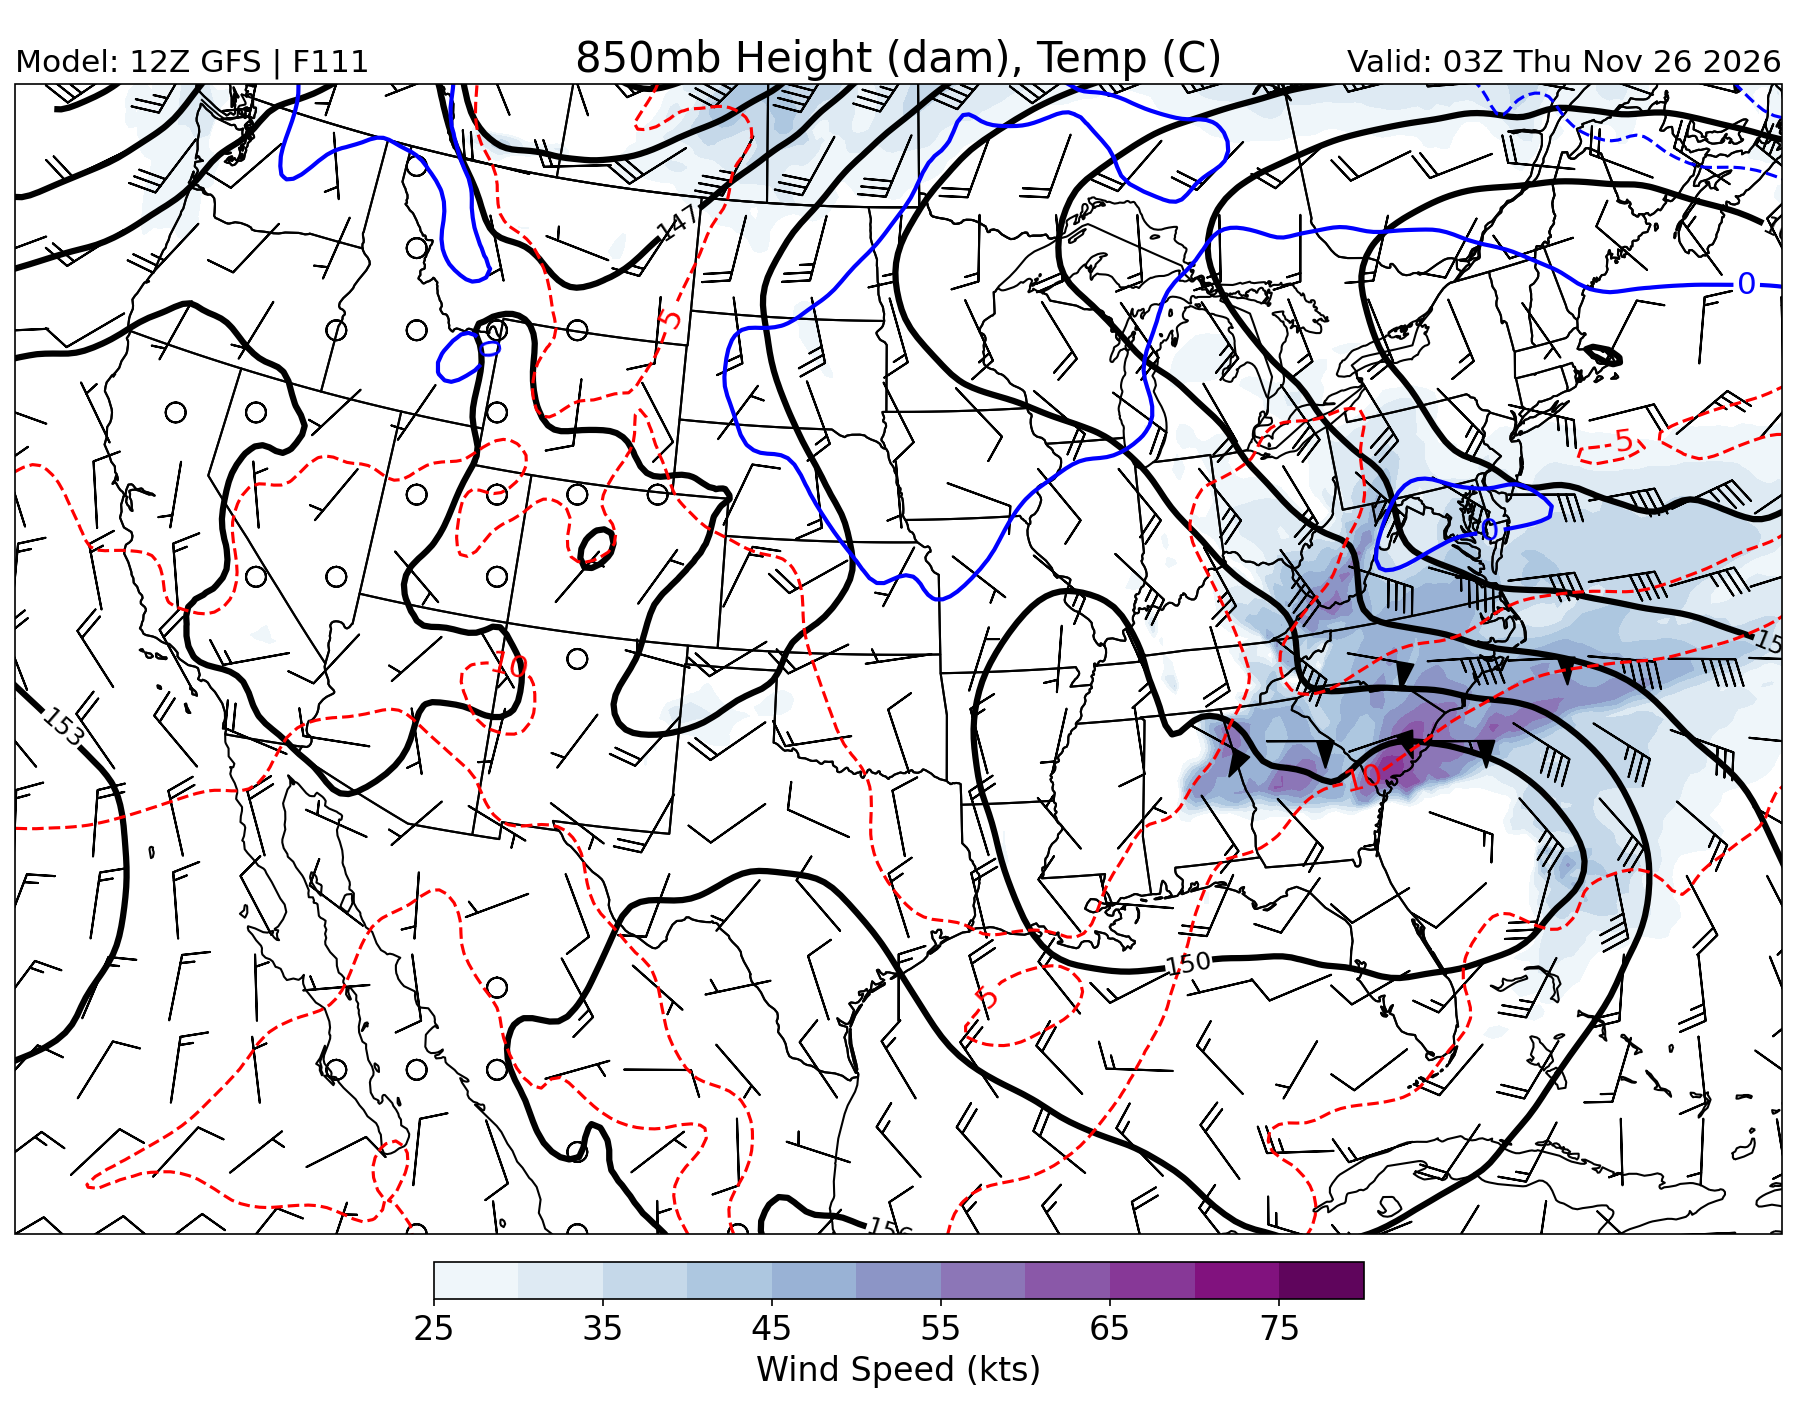 Model: 12Z GFS | F111
850mb Height (dam), Temp (C)
Valid: 03Z Thu Nov 26 2026
147
5
0
-5
0
10
153
10
150
5
25 35 45 55 65 75
Wind Speed (kts)